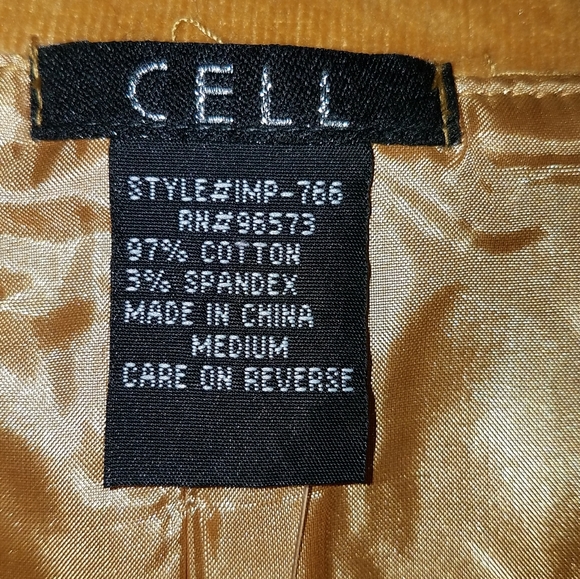 CELL
STYLE#IMP-786
RN#98573
97% COTTON
3% SPANDEX
MADE IN CHINA
MEDIUM
CARE ON REVERSE